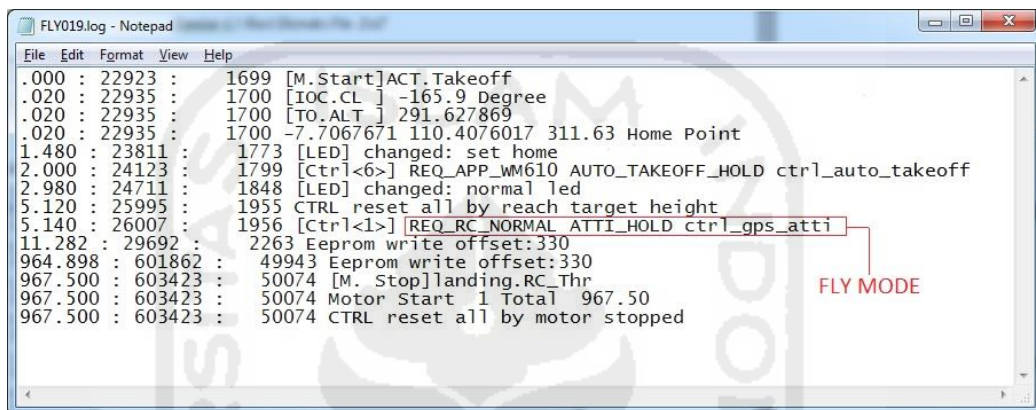 FLY019.log - Notepad
File Edit Format View Help
.000 : 22923 : 1699 [M.Start]ACT.Takeoff
.020 : 22935 : 1700 [IOC.CL ] -165.9 Degree
.020 : 22935 : 1700 [TO.ALT ] 291.627869
.020 : 22935 : 1700 -7.7067671 110.4076017 311.63 Home Point
1.480 : 23811 : 1773 [LED] changed: set home
2.000 : 24123 : 1799 [Ctrl<6>] REQ_APP_WM610 AUTO_TAKEOFF_HOLD ctrl_auto_takeoff
2.980 : 24711 : 1848 [LED] changed: normal led
5.120 : 25995 : 1955 CTRL reset all by reach target height
5.140 : 26007 : 1956 [Ctrl<1>] REQ_RC_NORMAL ATTI_HOLD ctrl_gps_atti
11.282 : 29692 : 2263 Eeprom write offset:330
964.898 : 601862 : 49943 Eeprom write offset:330
967.500 : 603423 : 50074 [M. Stop]landing.RC_Thr
967.500 : 603423 : 50074 Motor Start 1 Total 967.50
967.500 : 603423 : 50074 CTRL reset all by motor stopped
FLY MODE
ISLAM